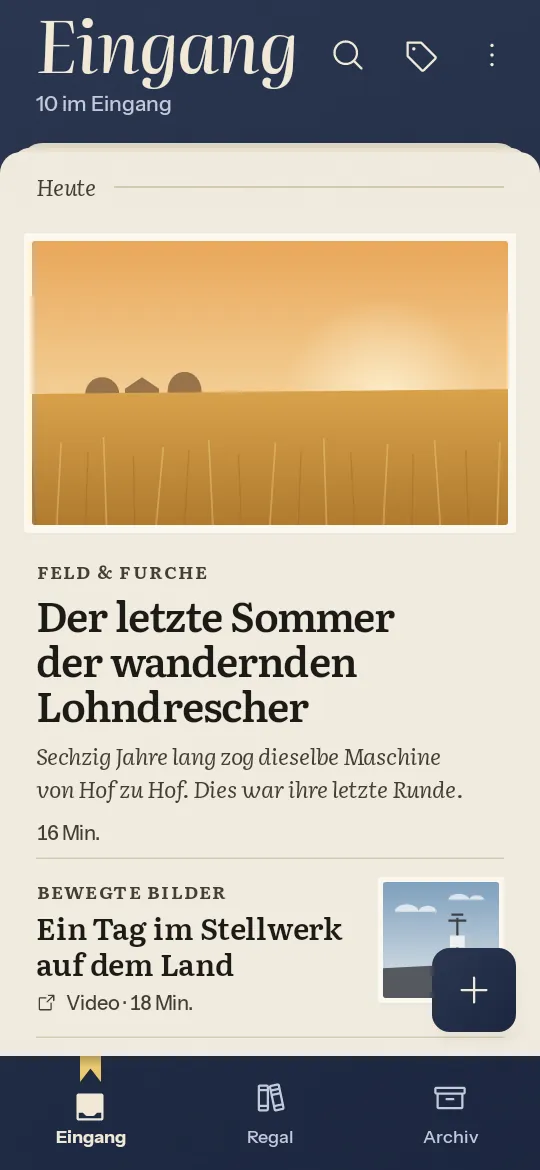 Eingang
10 im Eingang
Heute
FELD & FURCHE
Der letzte Sommer
der wandernden
Lohndrescher
Sechzig Jahre lang zog dieselbe Maschine
von Hof zu Hof. Dies war ihre letzte Runde.
16 Min.
BEWEGTE BILDER
Ein Tag im Stellwerk
auf dem Land
Video · 18 Min.
Eingang
Regal
Archiv